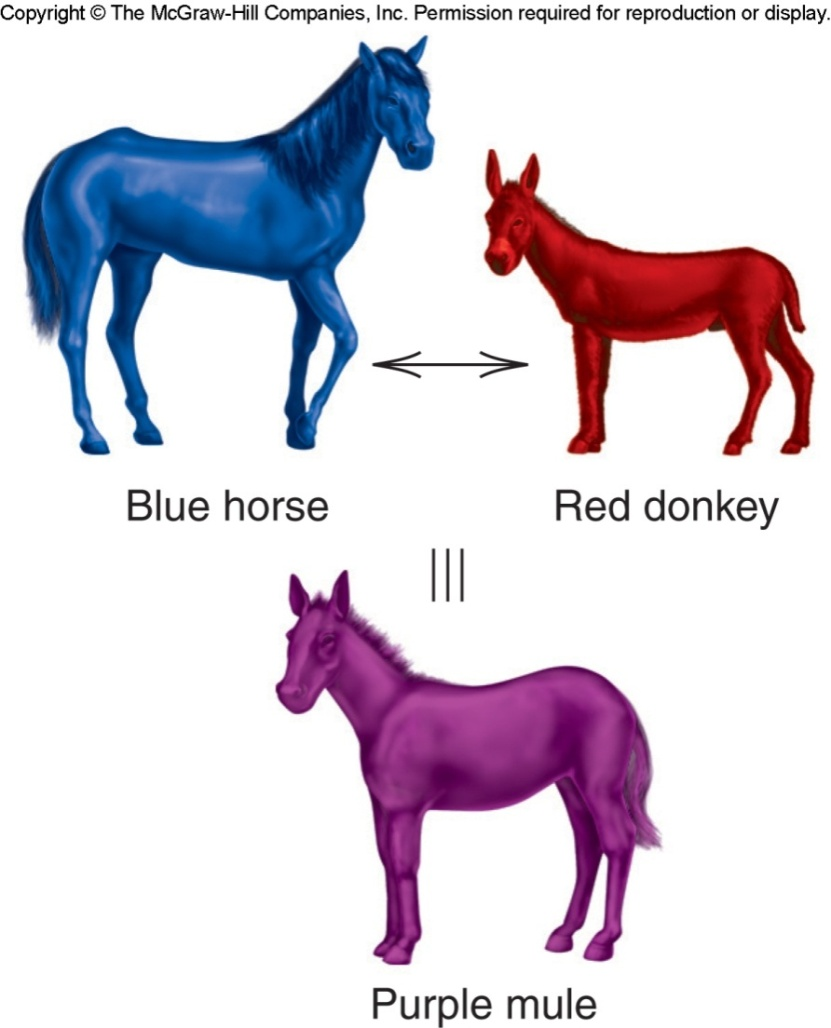 Copyright © The McGraw-Hill Companies, Inc. Permission required for reproduction or display.
Blue horse
Red donkey
Purple mule